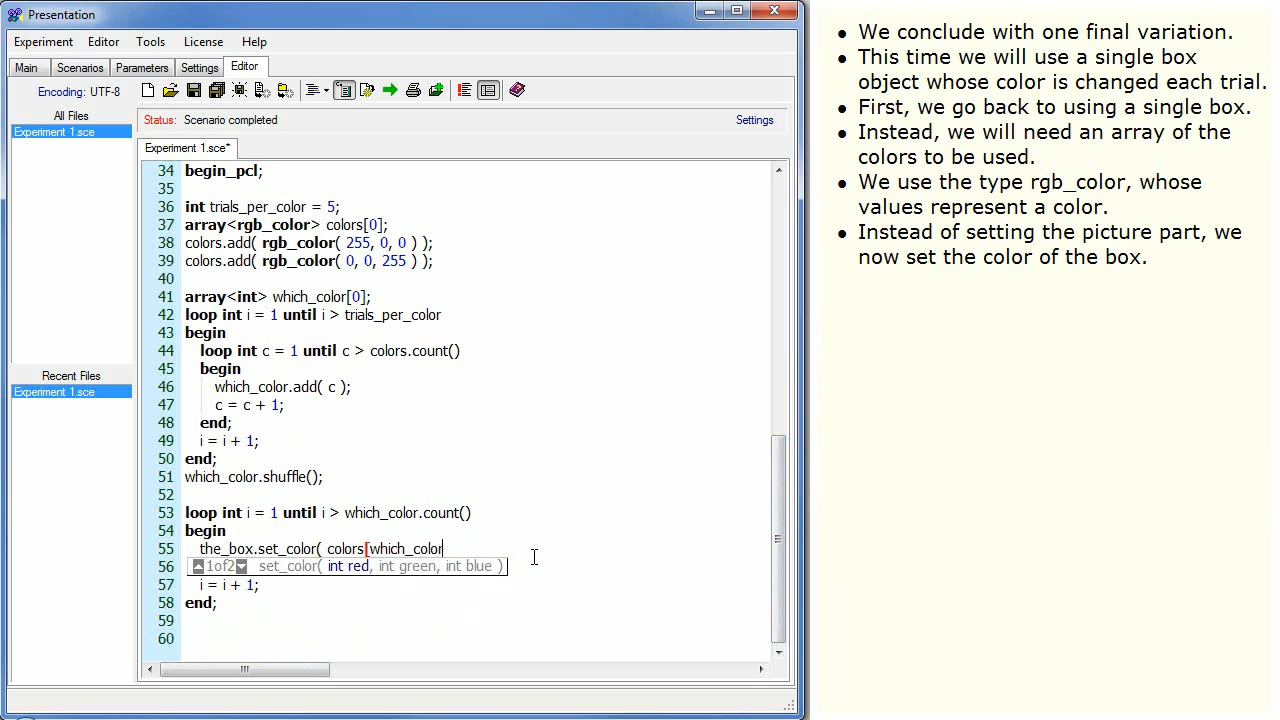 Presentation
Experiment Editor Tools License Help
Main Scenarios Parameters Settings Editor
Encoding: UTF-8
All Files
Experiment 1.sce
Recent Files
Experiment 1.sce
Status: Scenario completed Settings
Experiment 1.sce*
34 begin_pcl;
35
36 int trials_per_color = 5;
37 array<rgb_color> colors[0];
38 colors.add( rgb_color( 255, 0, 0 ) );
39 colors.add( rgb_color( 0, 0, 255 ) );
40
41 array<int> which_color[0];
42 loop int i = 1 until i > trials_per_color
43 begin
44 loop int c = 1 until c > colors.count()
45 begin
46 which_color.add( c );
47 c = c + 1;
48 end;
49 i = i + 1;
50 end;
51 which_color.shuffle();
52
53 loop int i = 1 until i > which_color.count()
54 begin
55 the_box.set_color( colors[which_color
56 1of2 set_color( int red, int green, int blue )
57 i = i + 1;
58 end;
59
60
• We conclude with one final variation.
• This time we will use a single box
object whose color is changed each trial.
• First, we go back to using a single box.
• Instead, we will need an array of the
colors to be used.
• We use the type rgb_color, whose
values represent a color.
• Instead of setting the picture part, we
now set the color of the box.